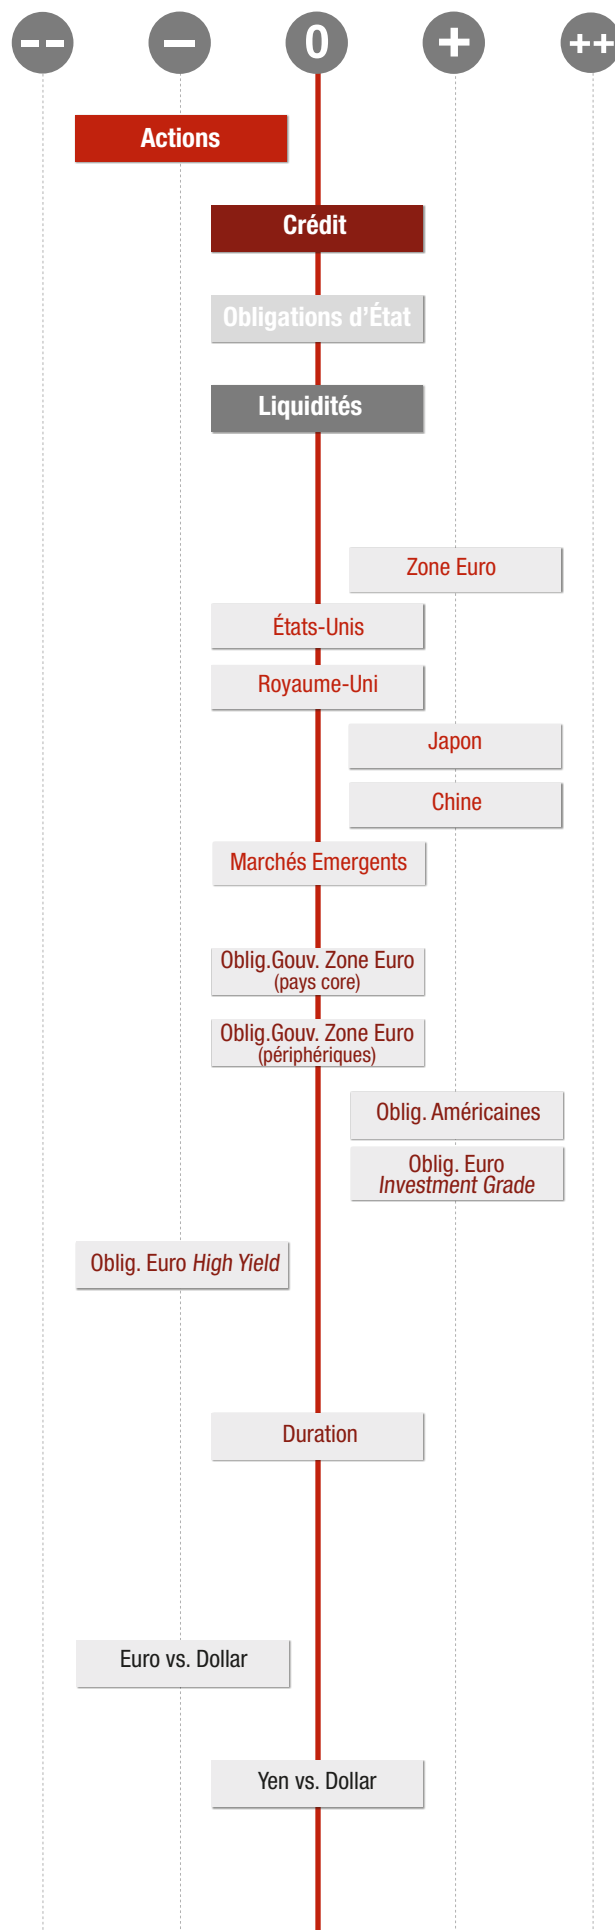 −− − 0 + ++
Actions
Crédit
Obligations d’État
Liquidités
Zone Euro
États-Unis
Royaume-Uni
Japon
Chine
Marchés Emergents
Oblig.Gouv. Zone Euro
(pays core)
Oblig.Gouv. Zone Euro
(périphériques)
Oblig. Américaines
Oblig. Euro
Investment Grade
Oblig. Euro High Yield
Duration
Euro vs. Dollar
Yen vs. Dollar